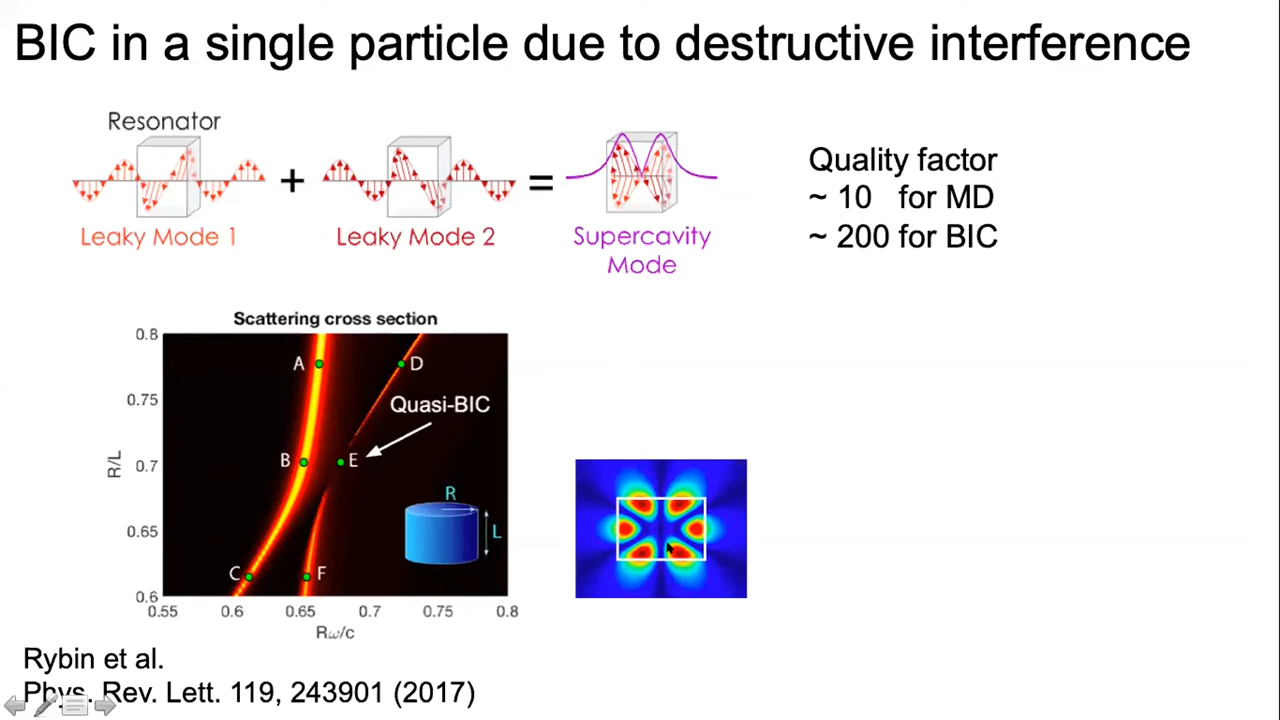 BIC in a single particle due to destructive interference
Resonator
+
=
Leaky Mode 1
Leaky Mode 2
Supercavity
Mode
Quality factor
~ 10 for MD
~ 200 for BIC
Scattering cross section
0.8
0.75
0.7
0.65
0.6
R/L
A
D
Quasi-BIC
B
E
R
L
C
F
0.55
0.6
0.65
0.7
0.75
0.8
Rω/c
Rybin et al.
Phys. Rev. Lett. 119, 243901 (2017)